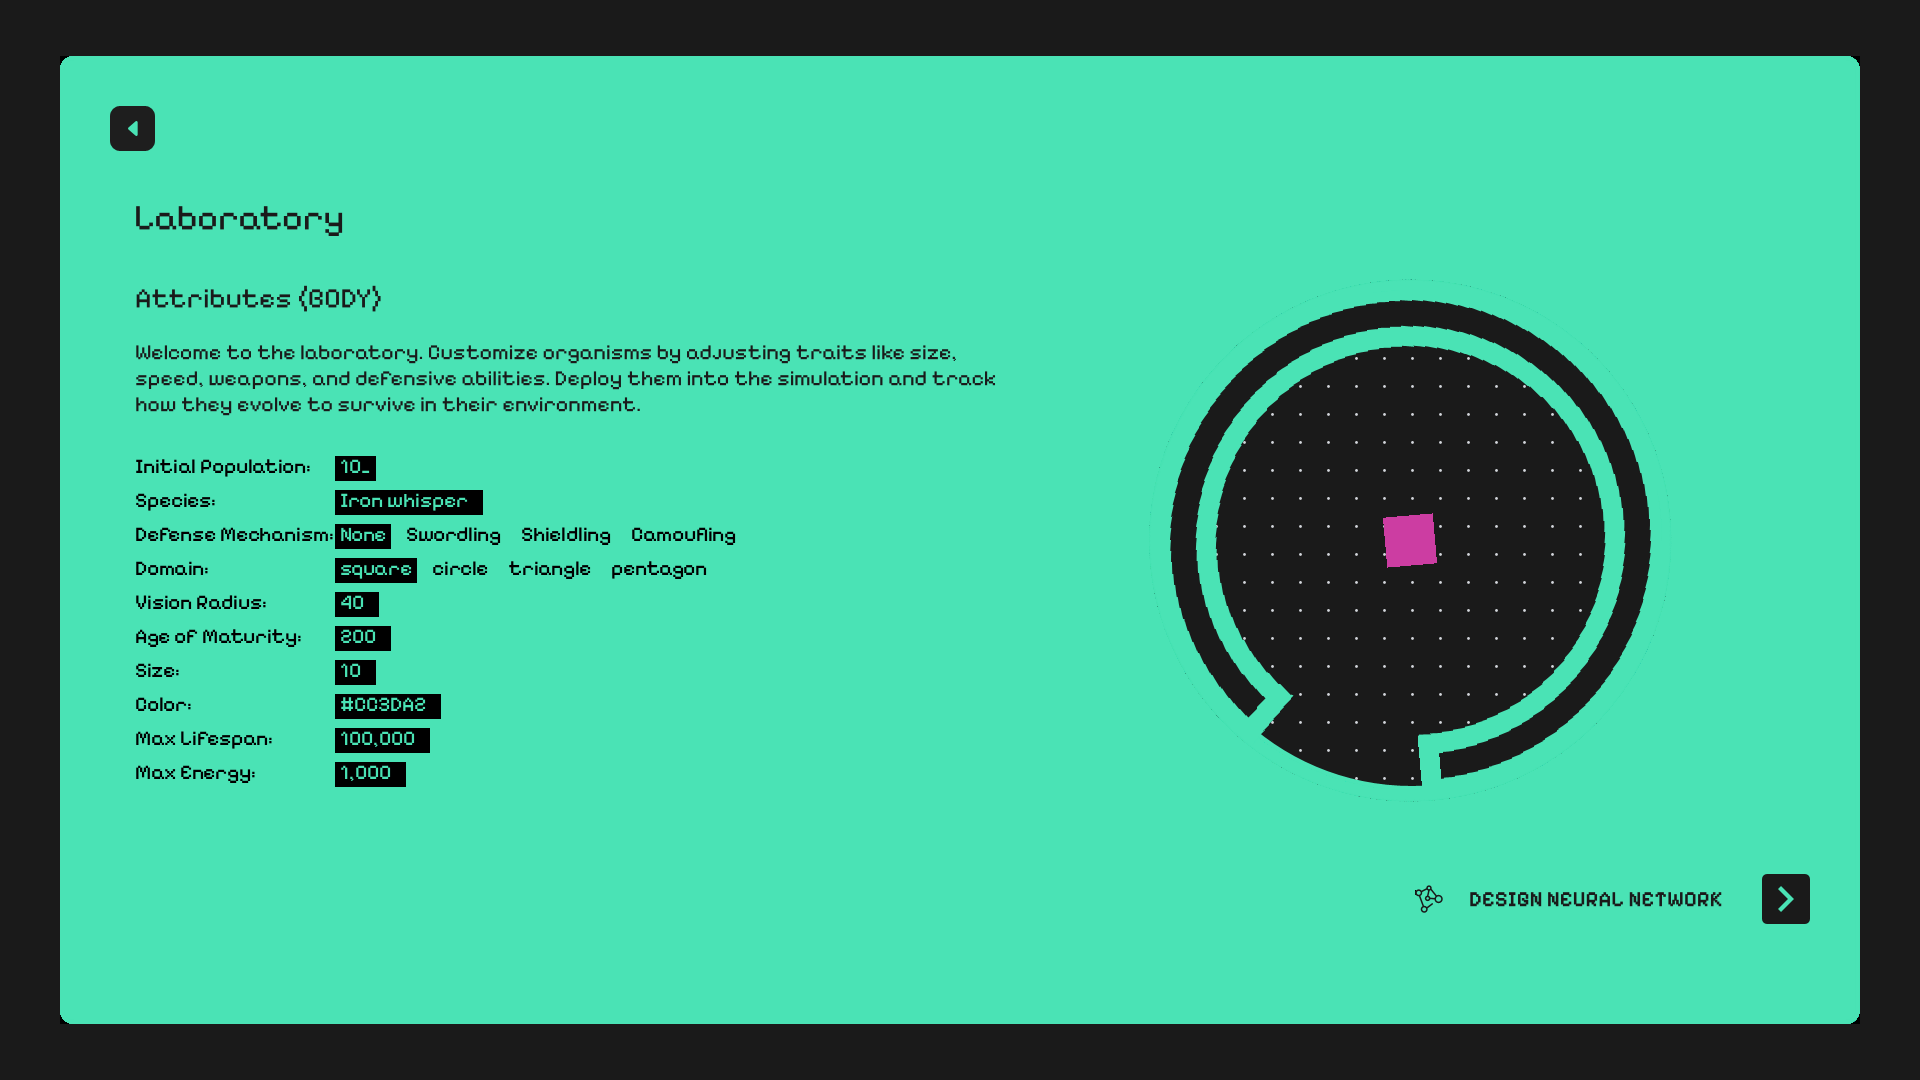 Laboratory
Attributes {BODY}
Welcome to the laboratory. Customize organisms by adjusting traits like size,
speed, weapons, and defensive abilities. Deploy them into the simulation and track
how they evolve to survive in their environment.
Initial Population: 10_
Species: Iron whisper
Defense Mechanism: None Swordling Shieldling Camoufling
Domain: square circle triangle pentagon
Vision Radius: 40
Age of Maturity: 200
Size: 10
Color: #CC3DA2
Max Lifespan: 100,000
Max Energy: 1,000
DESIGN NEURAL NETWORK